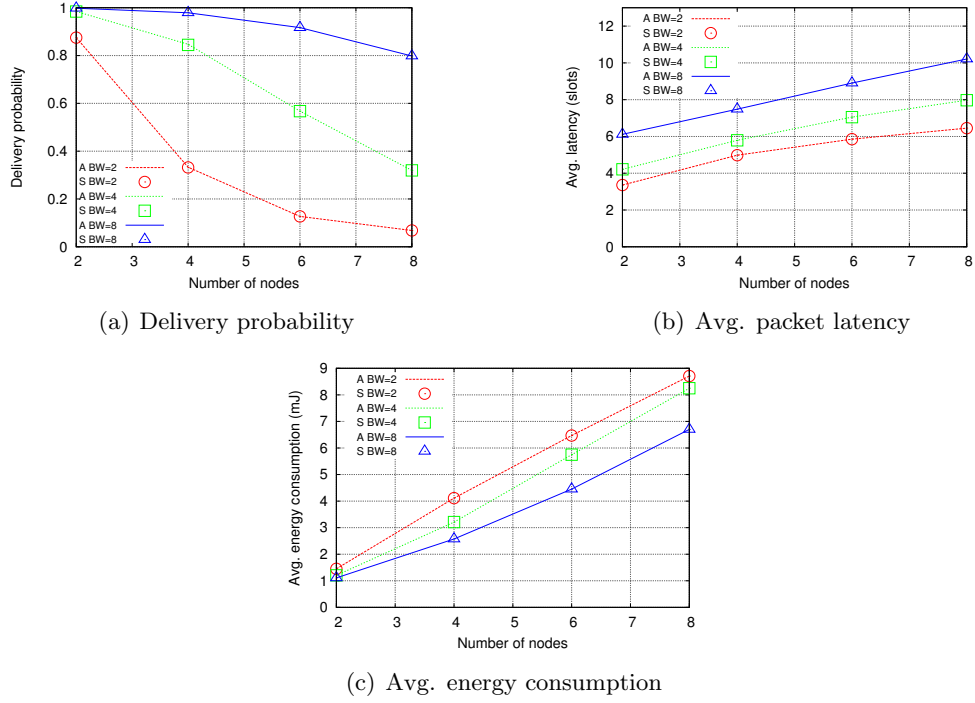 Delivery probability
1
0.8
0.6
0.4
0.2
0
A BW=2
S BW=2
A BW=4
S BW=4
A BW=8
S BW=8
2 3 4 5 6 7 8
Number of nodes
(a) Delivery probability
Avg. latency (slots)
12
10
8
6
4
2
0
A BW=2
S BW=2
A BW=4
S BW=4
A BW=8
S BW=8
2 3 4 5 6 7 8
Number of nodes
(b) Avg. packet latency
Avg. energy consumption (mJ)
9
8
7
6
5
4
3
2
1
0
A BW=2
S BW=2
A BW=4
S BW=4
A BW=8
S BW=8
2 3 4 5 6 7 8
Number of nodes
(c) Avg. energy consumption